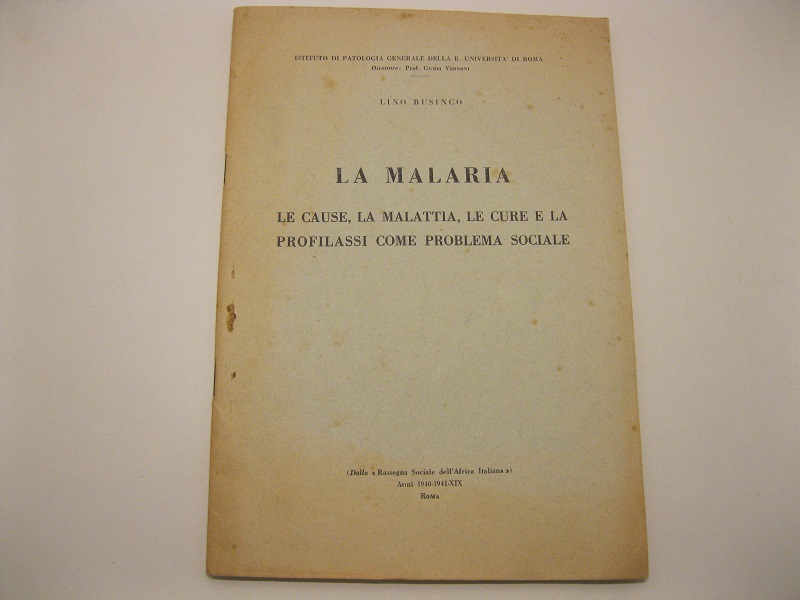 ISTITUTO DI PATOLOGIA GENERALE DELLA R. UNIVERSITA' DI ROMA
Direttore: Prof. Guido Vernoni
LINO BUSINCO
LA MALARIA
LE CAUSE, LA MALATTIA, LE CURE E LA
PROFILASSI COME PROBLEMA SOCIALE
(Dalla « Rassegna Sociale dell'Africa Italiana »)
Anni 1940-1941-XIX
Roma